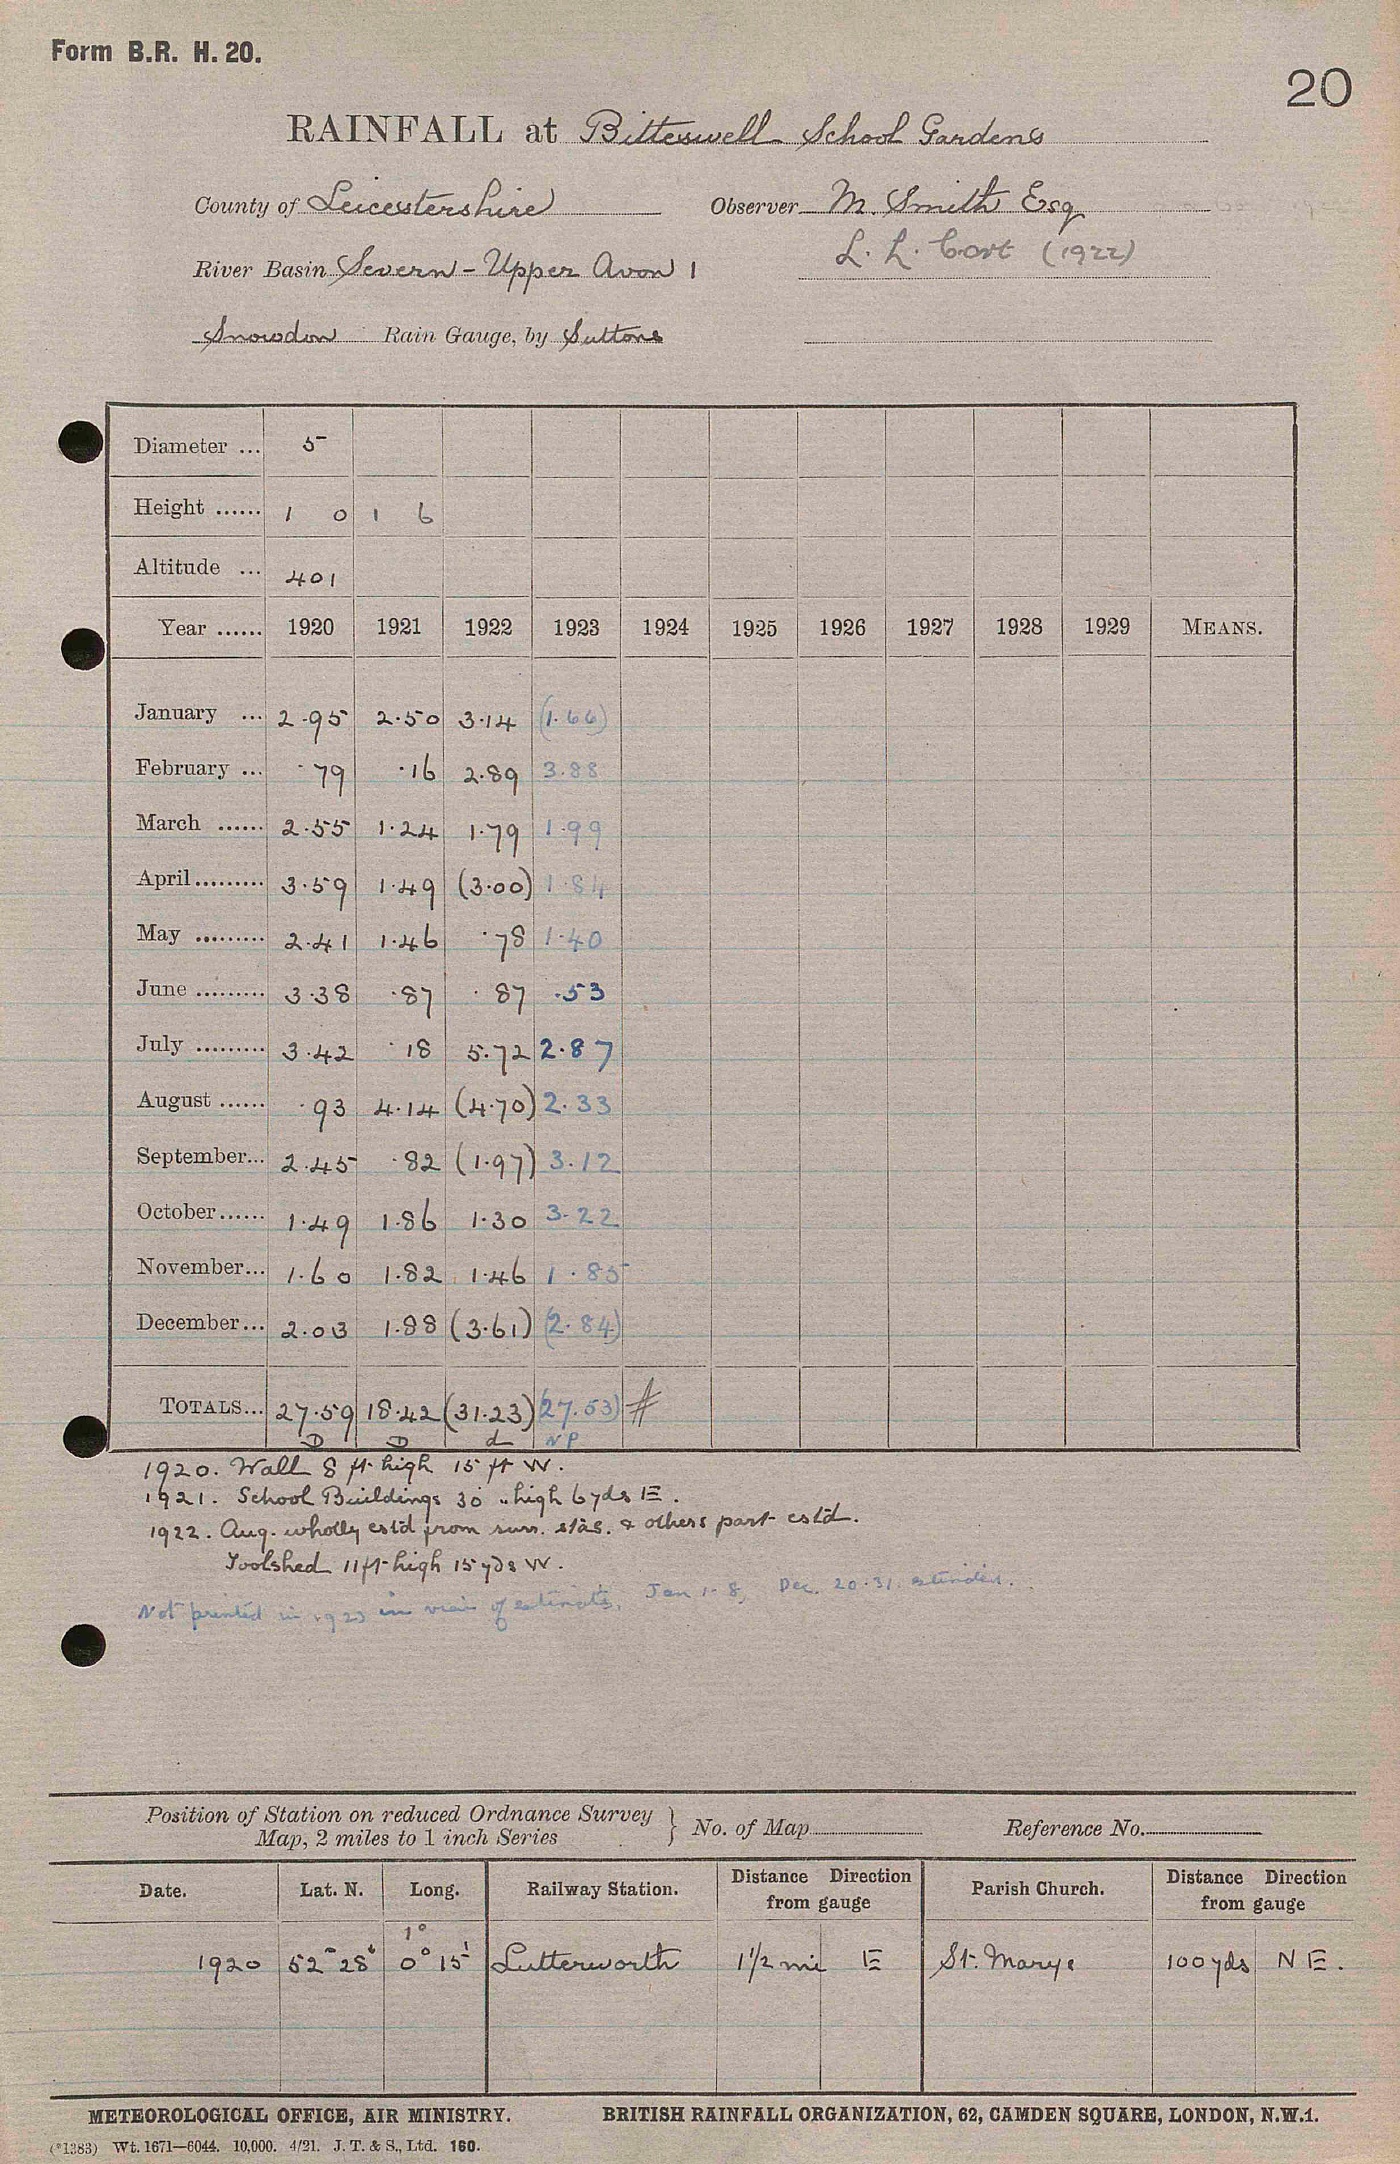 Form B.R. H. 20.
20
RAINFALL at Bitteswell School Gardens
County of Leicestershire Observer M. Smith Esq
L. L. Cort (1922)
River Basin Severn - Upper Avon 1
Snowdon Rain Gauge, by Suttons
Diameter ... 5
Height ...... 1 0 1 6
Altitude ... 401
Year ...... 1920 1921 1922 1923 1924 1925 1926 1927 1928 1929 MEANS.
January ... 2.95 2.50 3.14 (1.66)
February ... .79 .16 2.89 3.88
March ...... 2.55 1.24 1.79 1.99
April ......... 3.59 1.49 (3.00) 1.84
May ......... 2.41 1.46 .78 1.40
June ......... 3.38 .87 .87 .53
July ......... 3.42 .18 5.72 2.87
August ...... .93 4.14 (4.70) 2.33
September... 2.45 .82 (1.97) 3.12
October ...... 1.49 1.86 1.30 3.22
November... 1.60 1.82 1.46 1.85
December... 2.03 1.88 (3.61) (2.84)
TOTALS... 27.59 18.42 (31.23) (27.53) #
D D d NP
1920. Wall 8 ft high 15 ft W.
1921. School Buildings 30 " high 6 yds E.
1922. Aug. wholly estd from surr. stas. & others part estd.
Toolshed 11 ft high 15 yds W.
Not printed in 1923 in view of estimates. Jan 1-8, Dec. 20-31.
Position of Station on reduced Ordnance Survey
Map, 2 miles to 1 inch Series } No. of Map Reference No.
Date. Lat. N. Long. Railway Station. Distance Direction from gauge Parish Church. Distance Direction from gauge
1°
1920 52° 28' 0° 15' Lutterworth 1 1/2 mi E St. Marys 100 yds N E.
METEOROLOGICAL OFFICE, AIR MINISTRY. BRITISH RAINFALL ORGANIZATION, 62, CAMDEN SQUARE, LONDON, N.W.1.
(*1383) Wt. 1671—6044. 10,000. 4/21. J. T. & S., Ltd. 160.